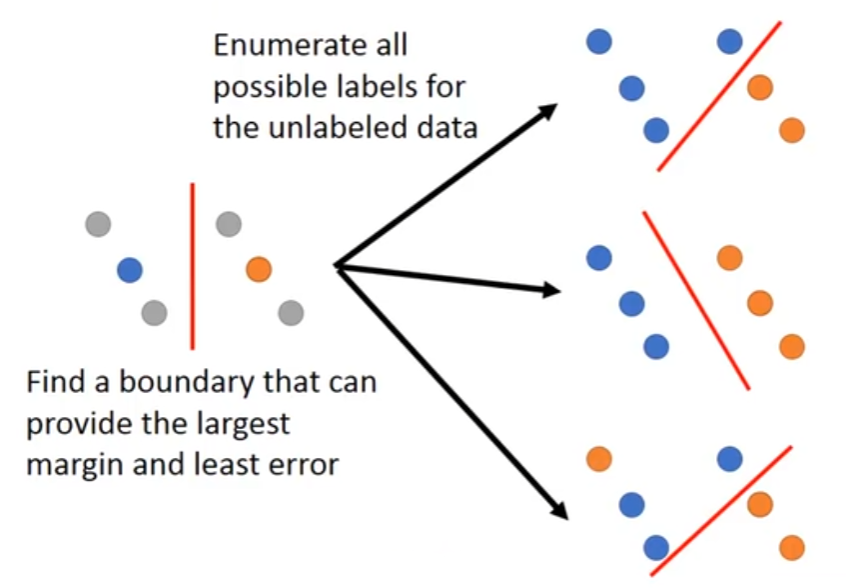 Enumerate all
possible labels for
the unlabeled data
Find a boundary that can
provide the largest
margin and least error